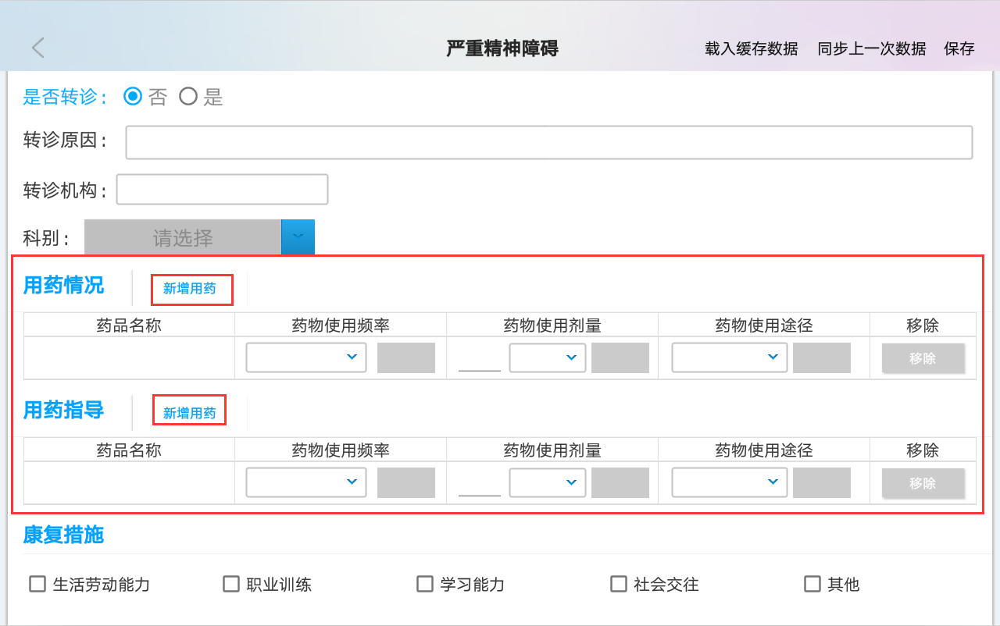 严重精神障碍 载入缓存数据 同步上一次数据 保存
是否转诊: 否 是
转诊原因:
转诊机构:
科别: 请选择
用药情况 新增用药
药品名称 药物使用频率 药物使用剂量 药物使用途径 移除
移除
用药指导 新增用药
药品名称 药物使用频率 药物使用剂量 药物使用途径 移除
移除
康复措施
生活劳动能力 职业训练 学习能力 社会交往 其他